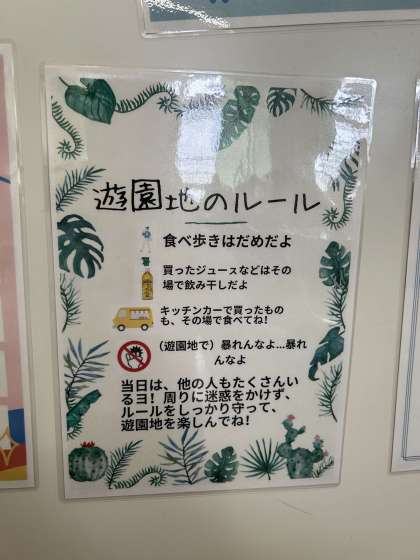 遊園地のルール
食べ歩きはだめだよ
買ったジュースなどはその
場で飲み干しだよ
キッチンカーで買ったもの
も、その場で食べてね!
(遊園地で)暴れんなよ...暴れ
んなよ
当日は、他の人もたくさんい
るヨ!周りに迷惑をかけず、
ルールをしっかり守って、
遊園地を楽しんでね!